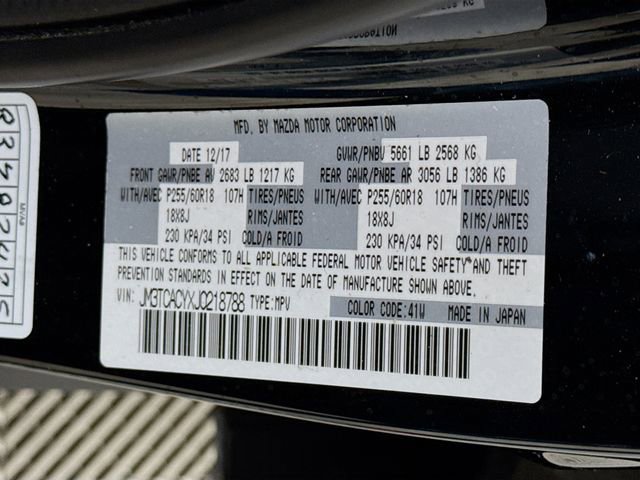 MFD. BY MAZDA MOTOR CORPORATION
DATE 12/17 GVWR/PNBV 5661 LB 2568 KG
FRONT GAWR/PNBE AV 2683 LB 1217 KG REAR GAWR/PNBE AR 3056 LB 1386 KG
WITH/AVEC P255/60R18 107H TIRES/PNEUS WITH/AVEC P255/60R18 107H TIRES/PNEUS
18X8J RIMS/JANTES 18X8J RIMS/JANTES
230 KPA/34 PSI COLD/A FROID 230 KPA/34 PSI COLD/A FROID
THIS VEHICLE CONFORMS TO ALL APPLICABLE FEDERAL MOTOR VEHICLE SAFETY AND THEFT
PREVENTION STANDARDS IN EFFECT ON THE DATE OF MANUFACTURE SHOWN ABOVE.
VIN: JM3TCACYXJ0218788 TYPE: MPV COLOR CODE: 41W MADE IN JAPAN
MVMA